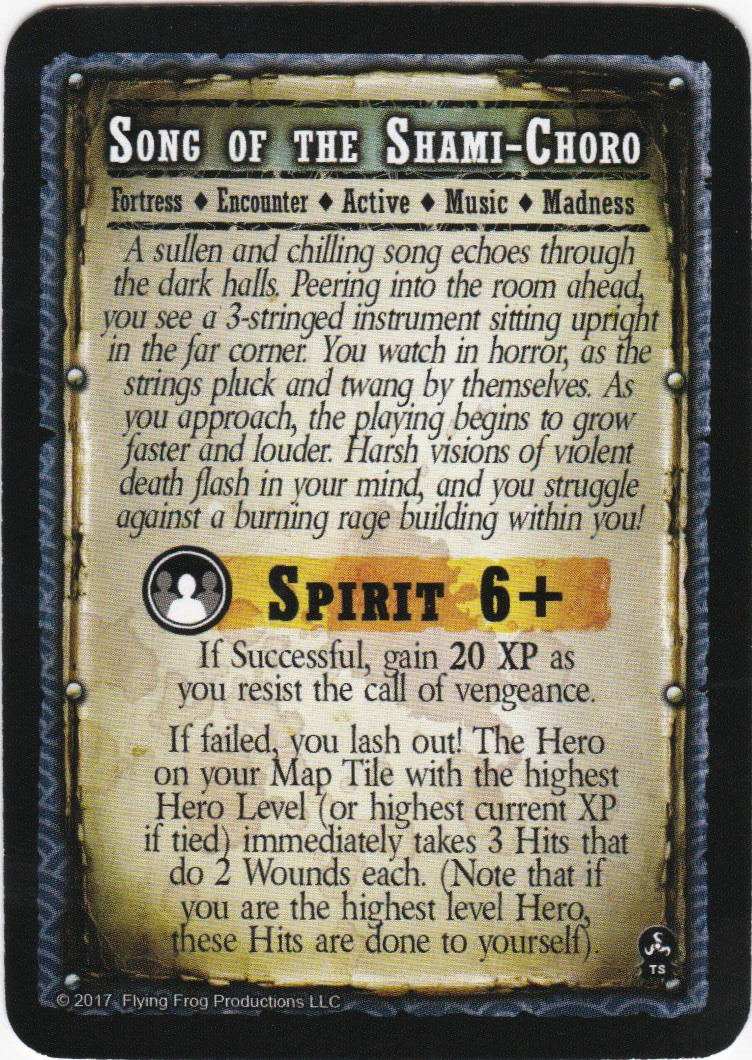 Song of the Shami-Choro
Fortress ♦ Encounter ♦ Active ♦ Music ♦ Madness
A sullen and chilling song echoes through
the dark halls. Peering into the room ahead,
you see a 3-stringed instrument sitting upright
in the far corner. You watch in horror, as the
strings pluck and twang by themselves. As
you approach, the playing begins to grow
faster and louder. Harsh visions of violent
death flash in your mind, and you struggle
against a burning rage building within you!
Spirit 6+
If Successful, gain 20 XP as
you resist the call of vengeance.
If failed, you lash out! The Hero
on your Map Tile with the highest
Hero Level (or highest current XP
if tied) immediately takes 3 Hits that
do 2 Wounds each. (Note that if
you are the highest level Hero,
these Hits are done to yourself).
TS
© 2017 Flying Frog Productions LLC